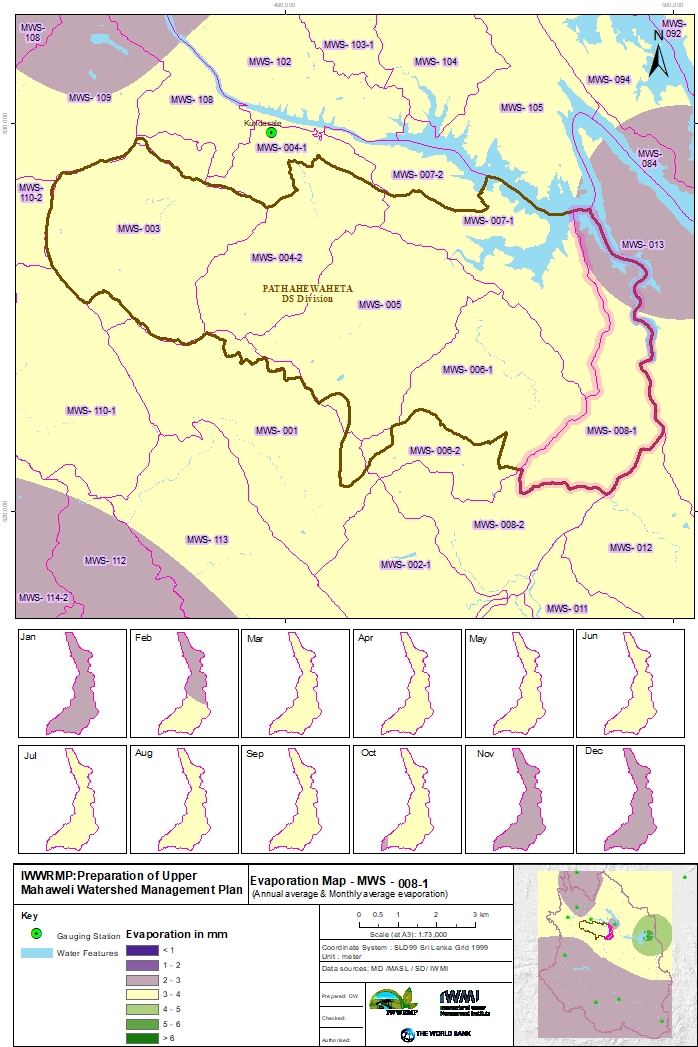 480,000
500,000
530,000
520,000
N
MWS-
108
MWS- 103-1
MWS-
092
MWS- 102
MWS- 104
MWS- 094
MWS- 109
MWS- 108
MWS- 105
Kundasale
MWS- 004-1
MWS-
084
MWS- 007-2
MWS-
110-2
MWS- 007-1
MWS- 003
MWS- 013
MWS- 004-2
PATHAHEWAHETA
DS Division
MWS- 005
MWS- 006-1
MWS- 110-1
MWS- 001
MWS- 008-1
MWS- 006-2
MWS- 008-2
MWS- 113
MWS- 012
MWS- 112
MWS- 002-1
MWS- 114-2
MWS- 011
Jan
Feb
Mar
Apr
May
Jun
Jul
Aug
Sep
Oct
Nov
Dec
IWWRMP:Preparation of Upper
Mahaweli Watershed Management Plan
Evaporation Map - MWS - 008-1
(Annual average & Monthly average evaporation)
Key
Gauging Station
Water Features
Evaporation in mm
< 1
1 - 2
2 - 3
3 - 4
4 - 5
5 - 6
> 6
0 0.5 1 2 3 km
Scale (at A3): 1:73,000
Coordinate System : SLD99 Sri Lanka Grid 1999
Unit : meter
Data sources: MD /MASL / SD/ IWMI
Prepared: DW
Checked:
Authorised:
IWWRMP
IWMI
International Water
Management Institute
THE WORLD BANK